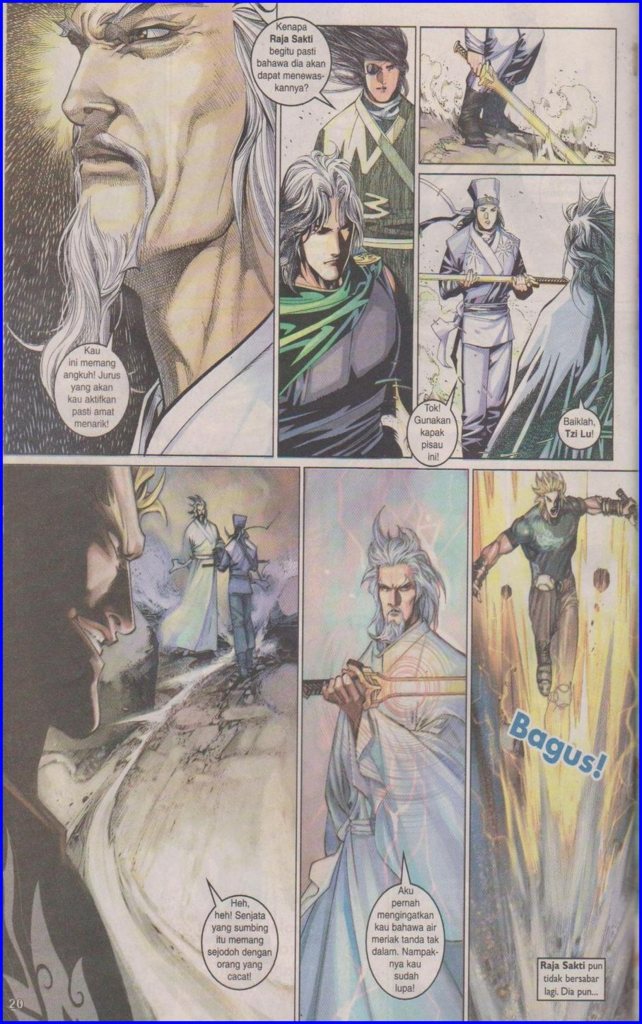 Kenapa
Raja Sakti
begitu pasti
bahawa dia akan
dapat menewas-
kannya?
Kau
ini memang
angkuh! Jurus
yang akan
kau aktifkan
pasti amat
menarik!
Tok!
Gunakan
kapak
pisau
ini!
Baiklah,
Tzi Lu!
Heh,
heh! Senjata
yang sumbing
itu memang
sejodoh dengan
orang yang
cacat!
Aku
pernah
mengingatkan
kau bahawa air
meriak tanda tak
dalam. Nampak-
nya kau
sudah
lupa!
Bagus!
Raja Sakti pun
tidak bersabar
lagi. Dia pun...
20